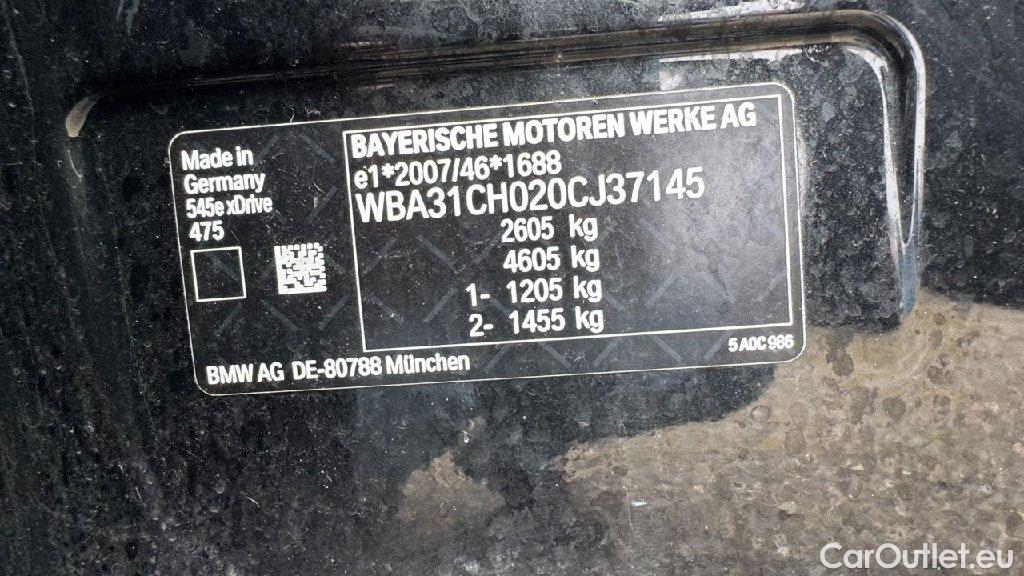 Made in
Germany
545e xDrive
475
BAYERISCHE MOTOREN WERKE AG
e1*2007/46*1688
WBA31CH020CJ37145
2605 kg
4605 kg
1- 1205 kg
2- 1455 kg
BMW AG DE-80788 München
5 A0C 986
CarOutlet.eu